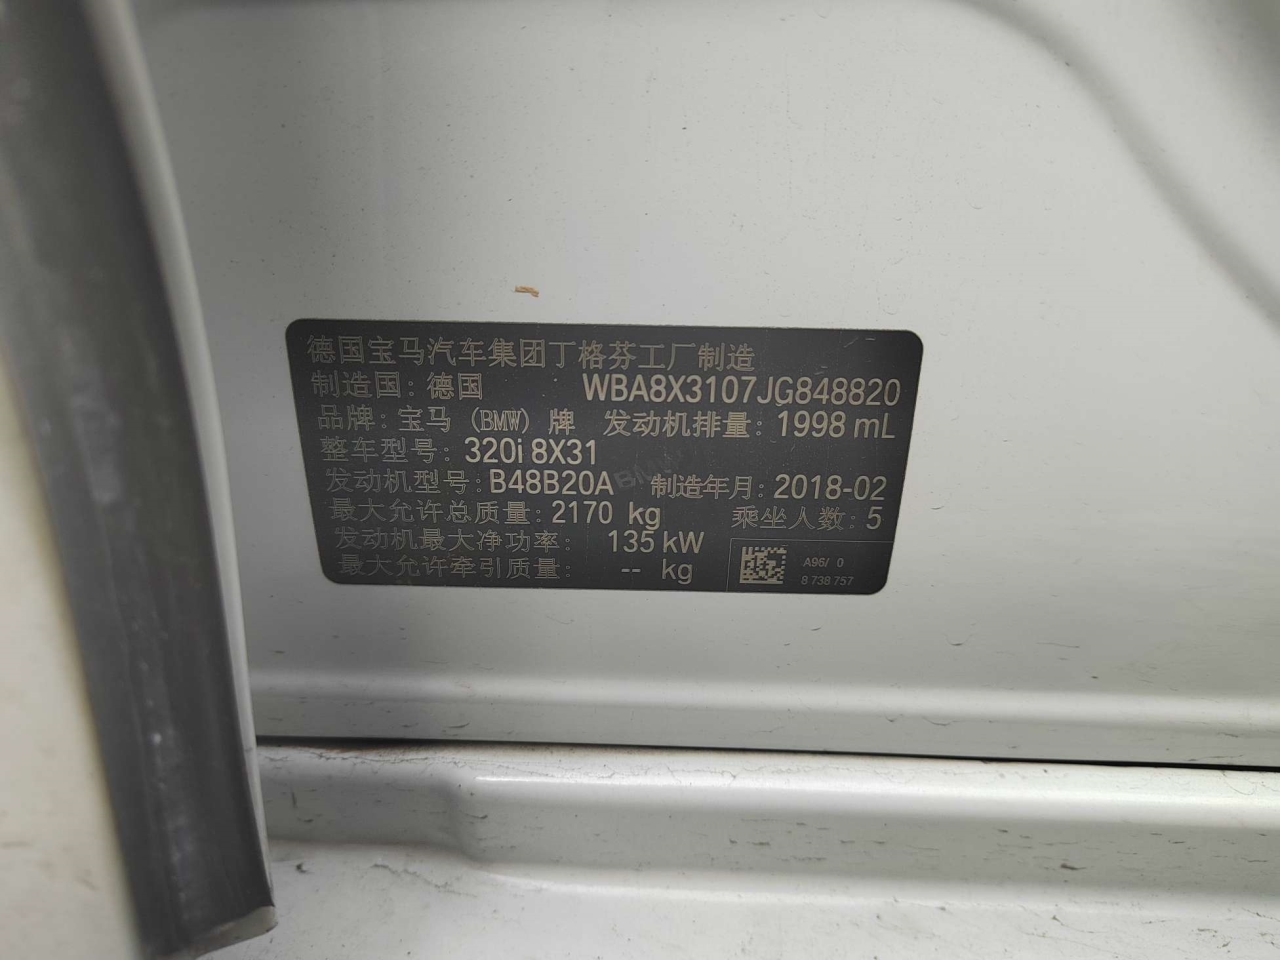 德国宝马汽车集团丁格芬工厂制造
制造国: 德国 WBA8X3107JG848820
品牌: 宝马 (BMW) 牌 发动机排量: 1998 mL
整车型号: 320i 8X31
发动机型号: B48B20A 制造年月: 2018-02
最大允许总质量: 2170 kg 乘坐人数: 5
发动机最大净功率: 135 kW
最大允许牵引质量: -- kg
A96/ 0
8 738 757